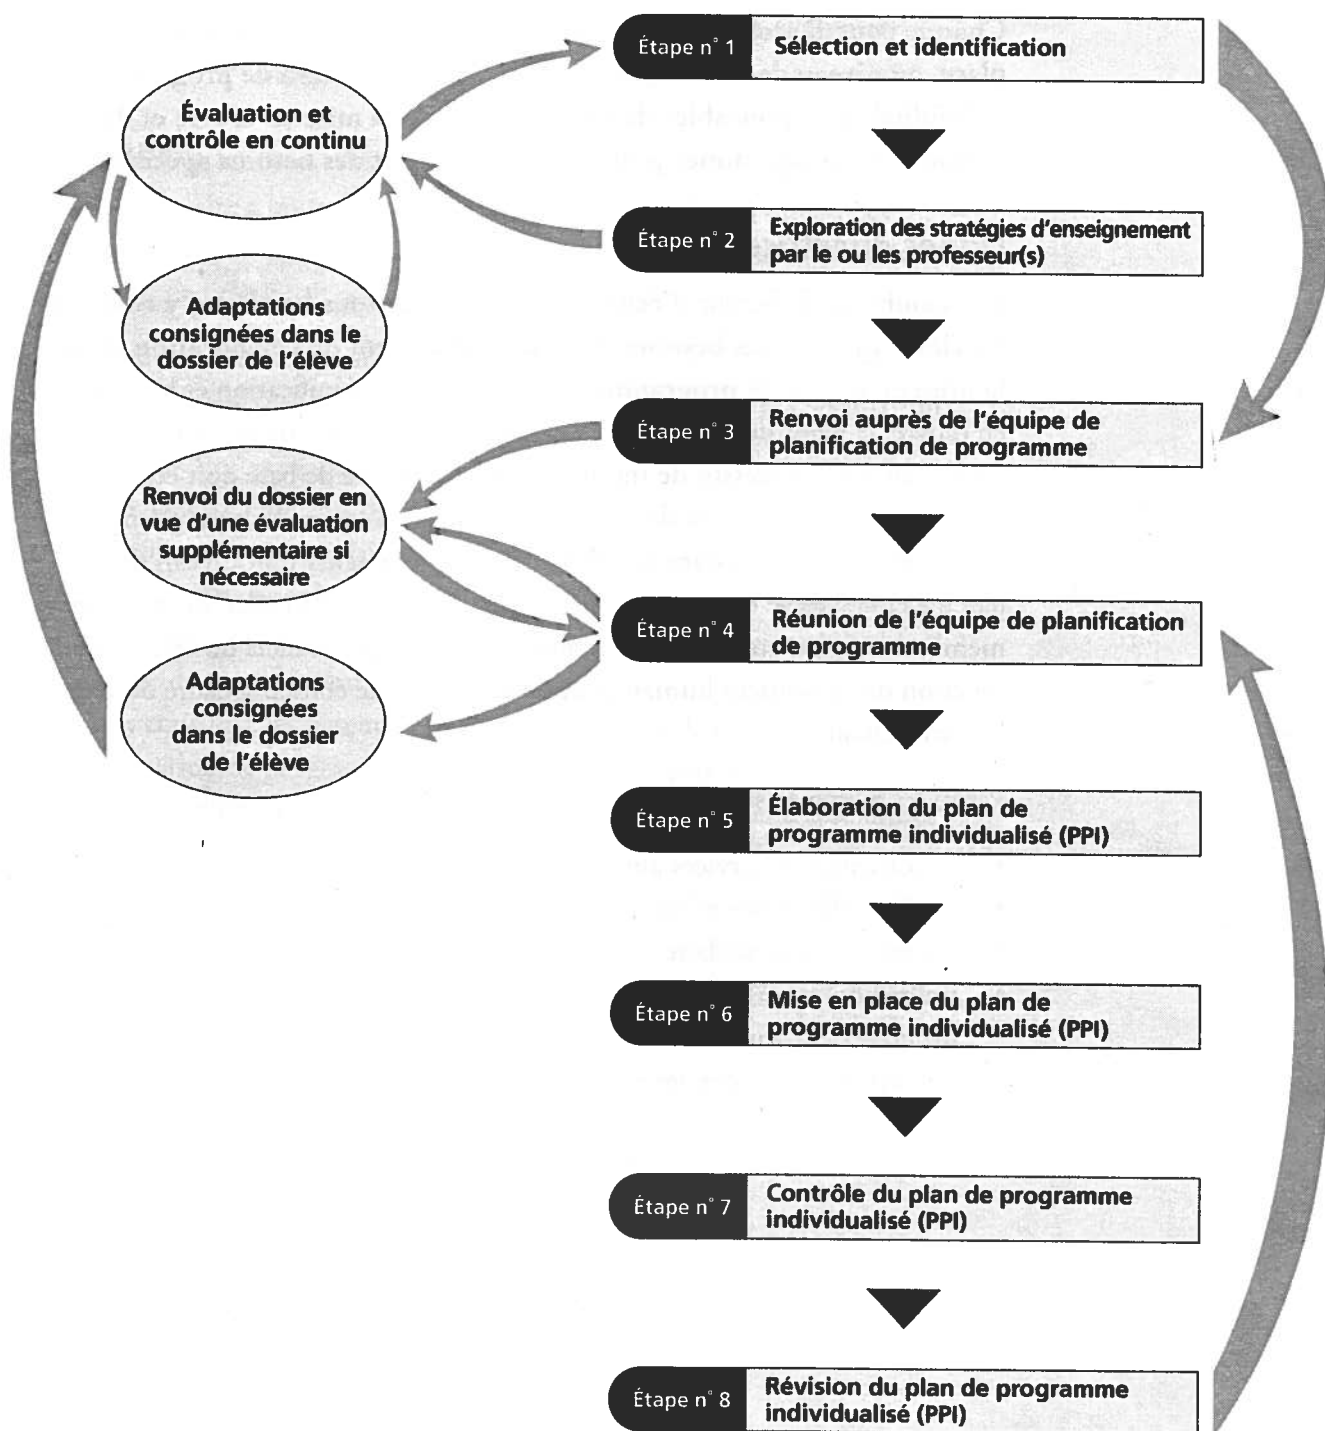 Étape n° 1
Sélection et identification
Évaluation et
contrôle en continu
Étape n° 2
Exploration des stratégies d'enseignement
par le ou les professeur(s)
Adaptations
consignées dans le
dossier de l'élève
Étape n° 3
Renvoi auprès de l'équipe de
planification de programme
Renvoi du dossier en
vue d'une évaluation
supplémentaire si
nécessaire
Étape n° 4
Réunion de l'équipe de planification
de programme
Adaptations
consignées
dans le dossier
de l'élève
Étape n° 5
Élaboration du plan de
programme individualisé (PPI)
Étape n° 6
Mise en place du plan de
programme individualisé (PPI)
Étape n° 7
Contrôle du plan de programme
individualisé (PPI)
Étape n° 8
Révision du plan de programme
individualisé (PPI)